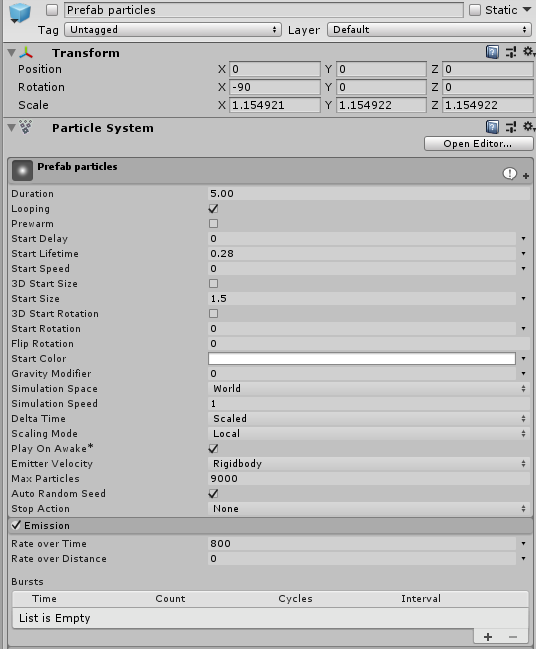 Prefab particles Static
Tag Untagged Layer Default
Transform
Position X 0 Y 0 Z 0
Rotation X -90 Y 0 Z 0
Scale X 1.154921 Y 1.154922 Z 1.154922
Particle System
Open Editor...
Prefab particles
Duration 5.00
Looping
Prewarm
Start Delay 0
Start Lifetime 0.28
Start Speed 0
3D Start Size
Start Size 1.5
3D Start Rotation
Start Rotation 0
Flip Rotation 0
Start Color
Gravity Modifier 0
Simulation Space World
Simulation Speed 1
Delta Time Scaled
Scaling Mode Local
Play On Awake*
Emitter Velocity Rigidbody
Max Particles 9000
Auto Random Seed
Stop Action None
Emission
Rate over Time 800
Rate over Distance 0
Bursts
Time Count Cycles Interval
List is Empty
+ −